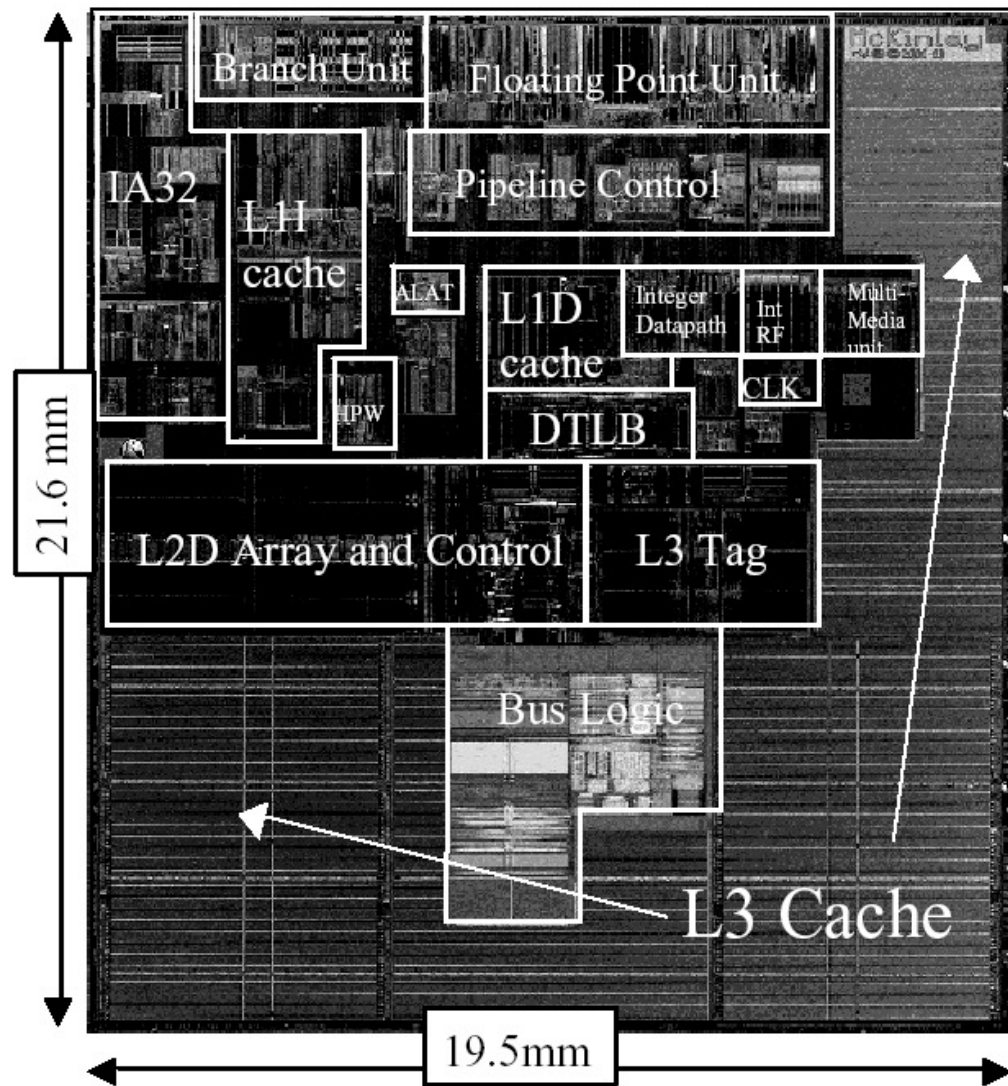 McKinley
Branch Unit
Floating Point Unit
IA32
Pipeline Control
L1I
cache
ALAT
L1D
cache
Integer
Datapath
Int
RF
Multi-
Media
unit
CLK
HPW
DTLB
21.6 mm
L2D Array and Control
L3 Tag
Bus Logic
L3 Cache
19.5mm